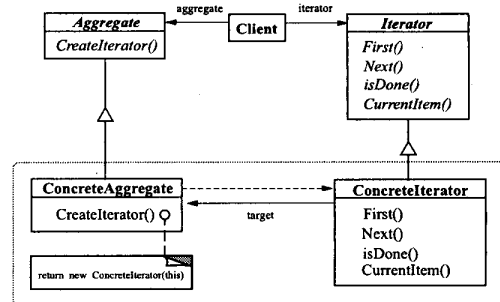 aggregate
iterator
Aggregate
Client
Iterator
CreateIterator()
First()
Next()
isDone()
CurrentItem()
ConcreteAggregate
ConcreteIterator
CreateIterator()
target
First()
Next()
isDone()
CurrentItem()
return new ConcreteIterator(this)